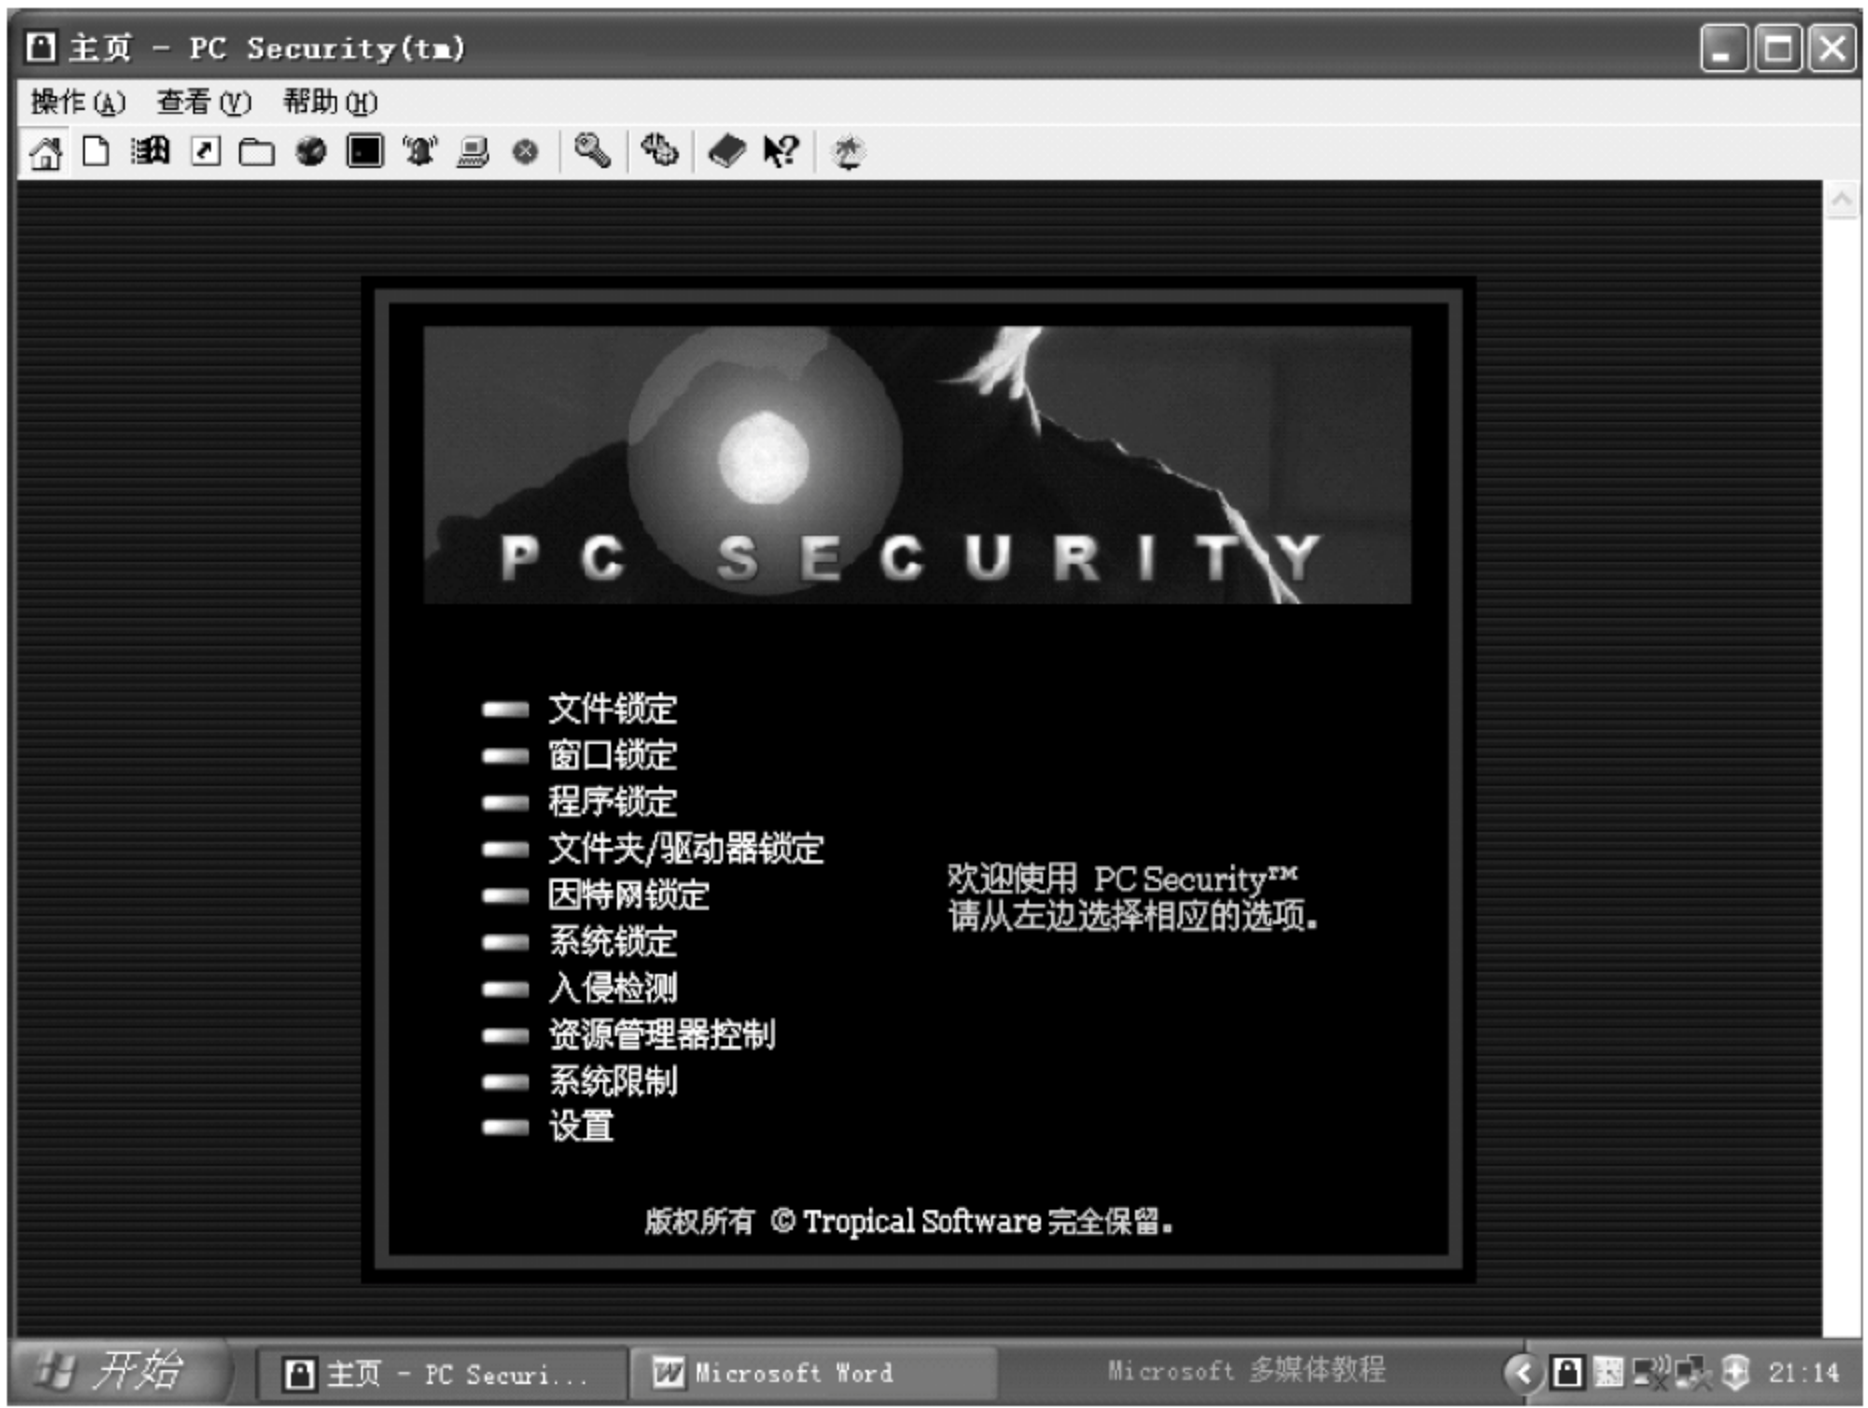 主页 - PC Security(tm)
操作(A) 查看(V) 帮助(H)
PC SECURITY
文件锁定
窗口锁定
程序锁定
文件夹/驱动器锁定
因特网锁定
系统锁定
入侵检测
资源管理器控制
系统限制
设置
欢迎使用 PC Security™
请从左边选择相应的选项。
版权所有 © Tropical Software 完全保留。
开始 主页 - PC Securi... Microsoft Word Microsoft 多媒体教程 21:14